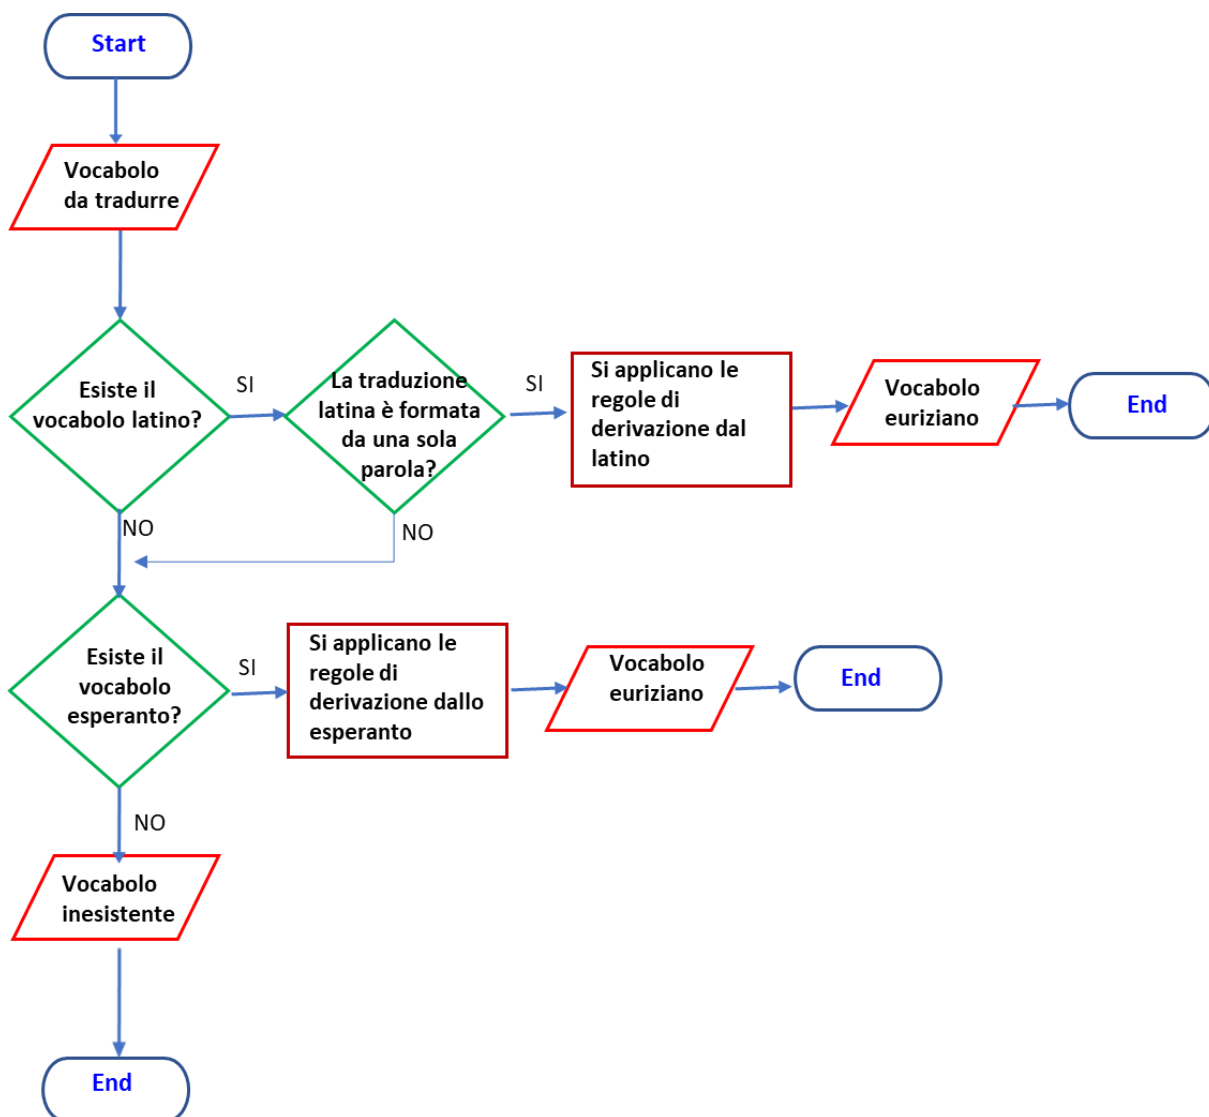 Start
Vocabolo
da tradurre
Esiste il
vocabolo latino?
SI
La traduzione
latina è formata
da una sola
parola?
SI
Si applicano le
regole di
derivazione dal
latino
Vocabolo
euriziano
End
NO
NO
Esiste il
vocabolo
esperanto?
SI
Si applicano le
regole di
derivazione dallo
esperanto
Vocabolo
euriziano
End
NO
Vocabolo
inesistente
End